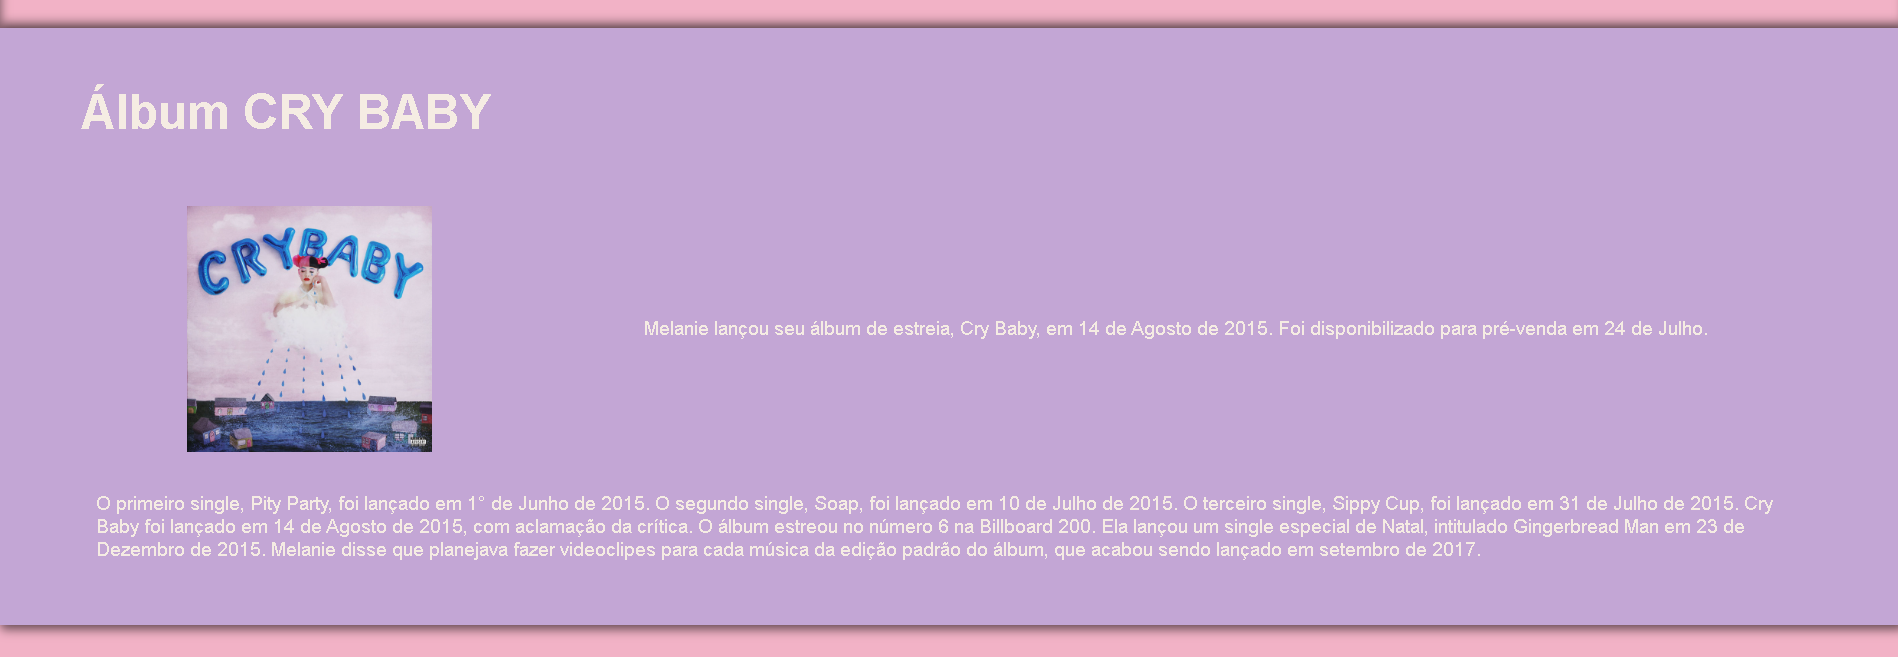 Álbum CRY BABY
CRYBABY
Melanie lançou seu álbum de estreia, Cry Baby, em 14 de Agosto de 2015. Foi disponibilizado para pré-venda em 24 de Julho.
O primeiro single, Pity Party, foi lançado em 1° de Junho de 2015. O segundo single, Soap, foi lançado em 10 de Julho de 2015. O terceiro single, Sippy Cup, foi lançado em 31 de Julho de 2015. Cry
Baby foi lançado em 14 de Agosto de 2015, com aclamação da crítica. O álbum estreou no número 6 na Billboard 200. Ela lançou um single especial de Natal, intitulado Gingerbread Man em 23 de
Dezembro de 2015. Melanie disse que planejava fazer videoclipes para cada música da edição padrão do álbum, que acabou sendo lançado em setembro de 2017.